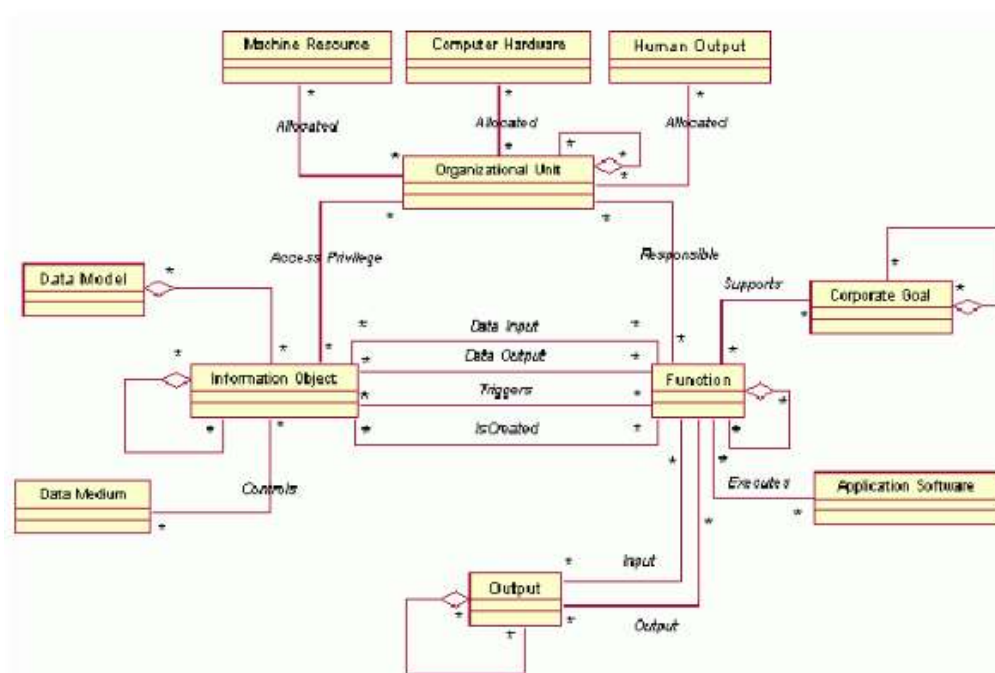 Machine Resource
Computer Hardware
Human Output
*
*
*
Allocated
Allocated
Allocated
*
*
*
*
*
Organizational Unit
*
*
Access Privilege
Responsible
Data Model
*
*
*
Supports
Corporate Goal
*
*
*
Data Input
*
*
*
*
Data Output
*
*
*
Information Object
Function
*
Triggers
*
*
*
*
IsCreated
*
*
*
*
Data Medium
Controls
*
*
Executes
*
Application Software
*
*
Input
Output
*
*
*
Output